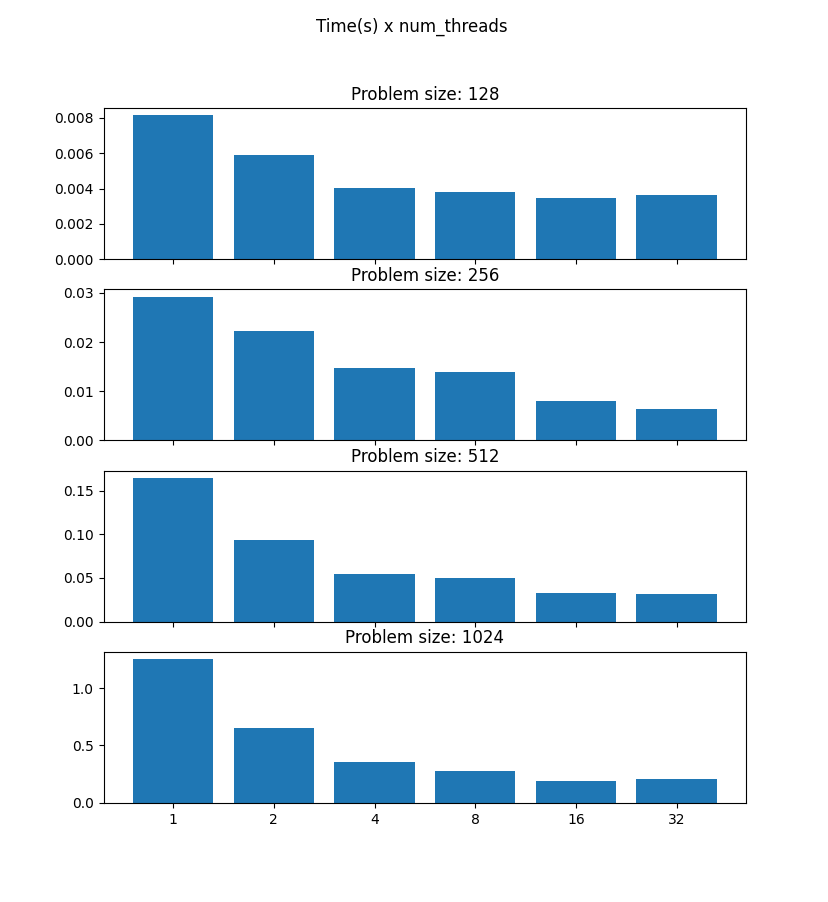 Time(s) x num_threads
Problem size: 128
0.008
0.006
0.004
0.002
0.000
Problem size: 256
0.03
0.02
0.01
0.00
Problem size: 512
0.15
0.10
0.05
0.00
Problem size: 1024
1.0
0.5
0.0
1 2 4 8 16 32